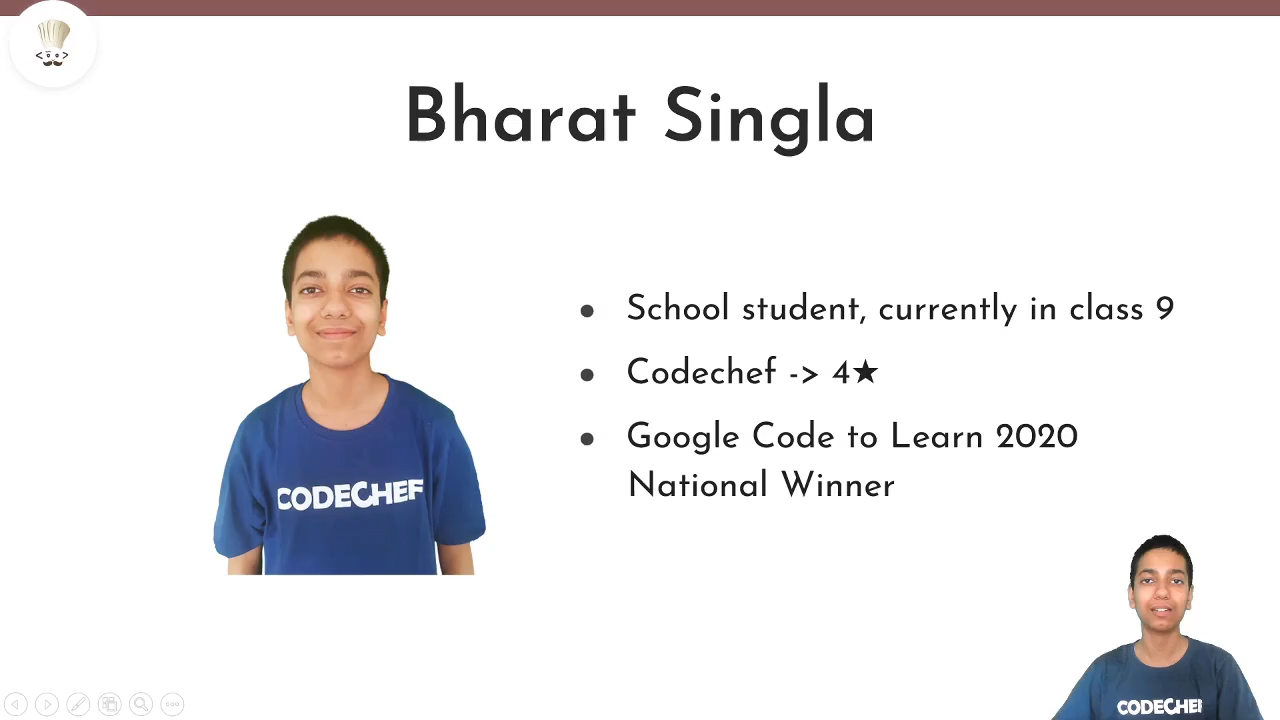 Bharat Singla
School student, currently in class 9
Codechef -> 4★
Google Code to Learn 2020
National Winner
CODECHEF
CODECHEF